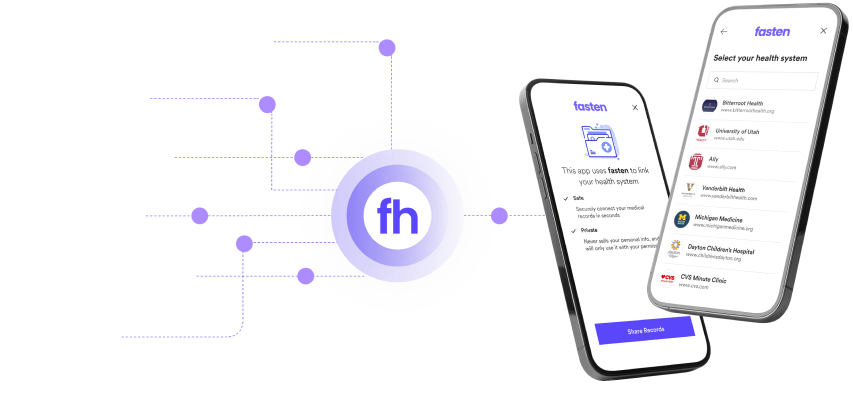 fh
fasten
This app uses fasten to link
your health system
Safe
Securely connect your medical
records in seconds
Private
Never sells your personal info, and
will only use it with your permis
Share Records
fasten
Select your health system
Search
Bitterroot Health
www.bitterroothealth.org
University of Utah
www.utah.edu
Ally
www.ally.com
Vanderbilt Health
www.vanderbilthealth.com
Michigan Medicine
www.michiganmedicine.org
Dayton Children's Hospital
www.childrensdayton.org
CVS
CVS Minute Clinic
www.cvs.com